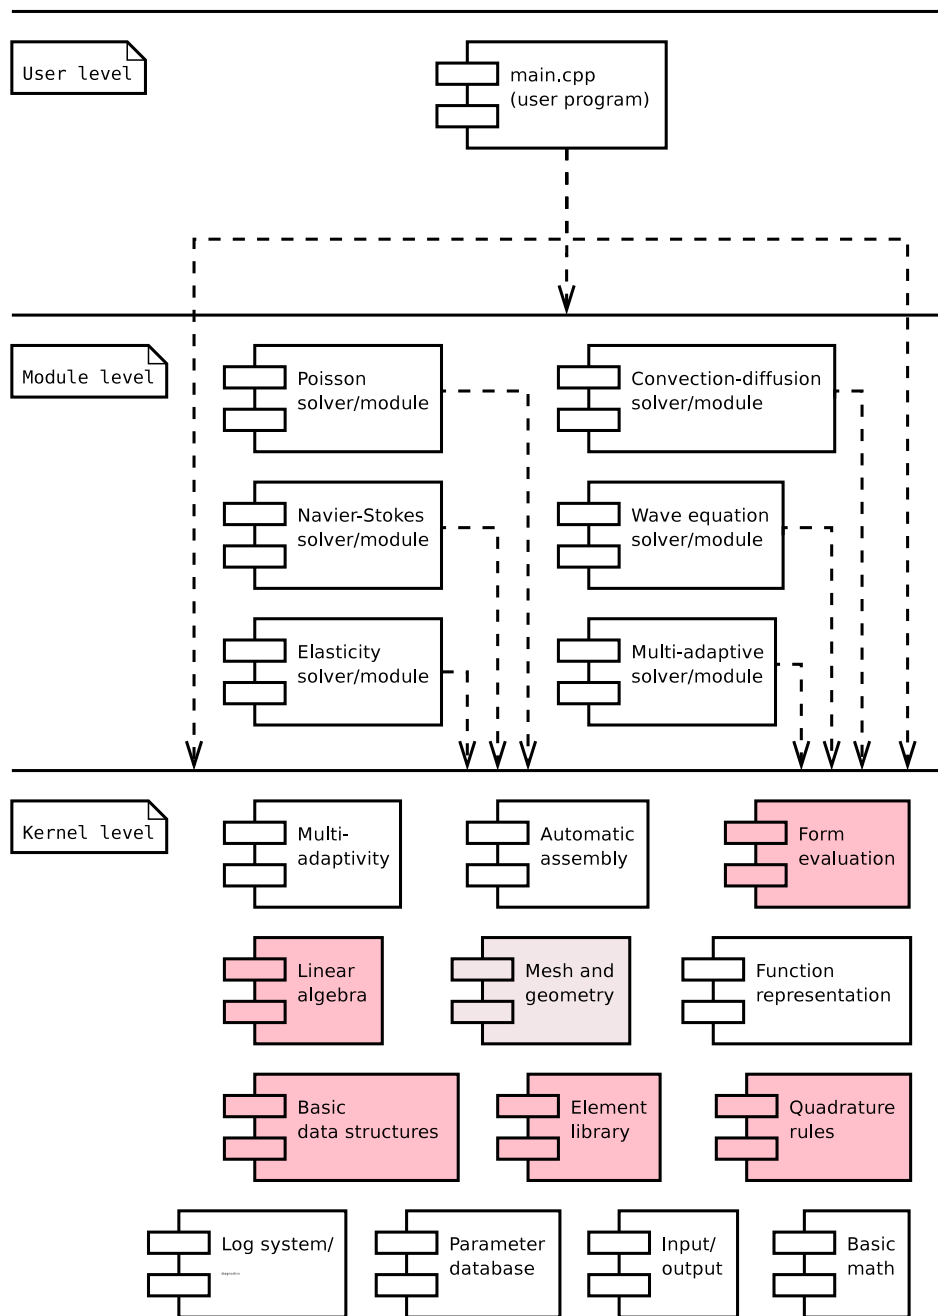 User level
main.cpp
(user program)
Module level
Poisson
solver/module
Convection-diffusion
solver/module
Navier-Stokes
solver/module
Wave equation
solver/module
Elasticity
solver/module
Multi-adaptive
solver/module
Kernel level
Multi-
adaptivity
Automatic
assembly
Form
evaluation
Linear
algebra
Mesh and
geometry
Function
representation
Basic
data structures
Element
library
Quadrature
rules
Log system/
diagnostics
Parameter
database
Input/
output
Basic
math